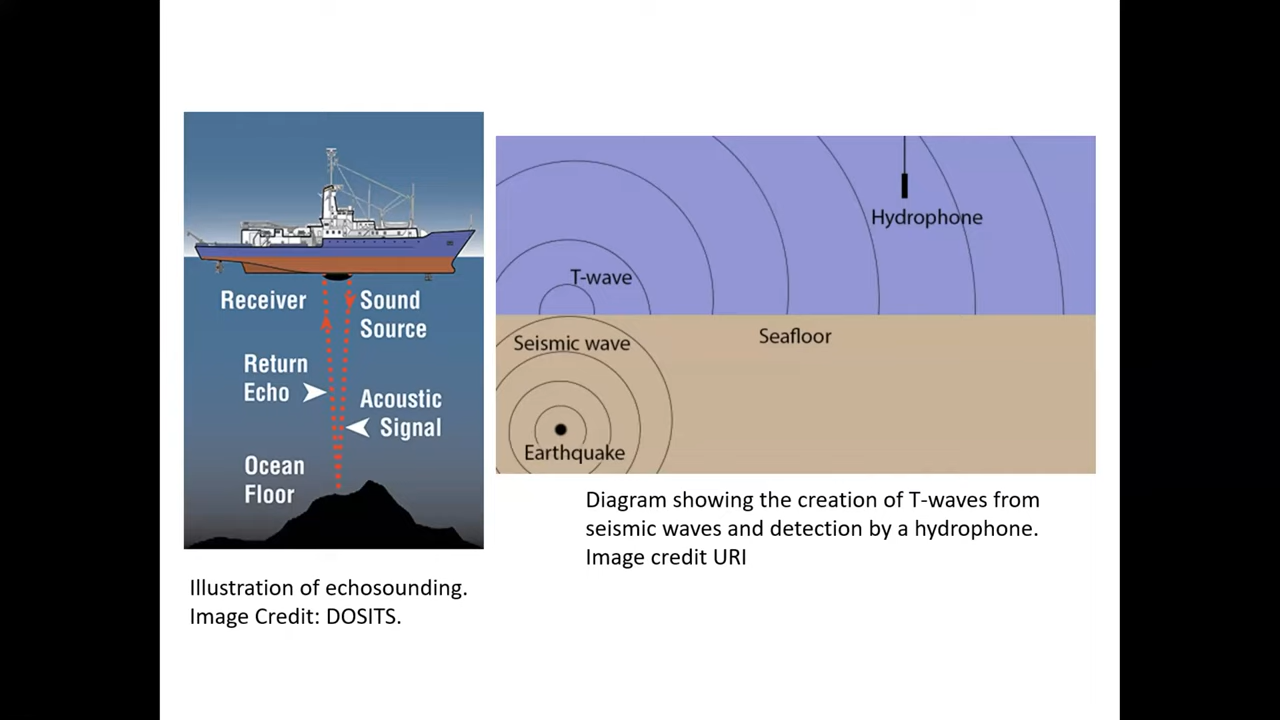 Receiver
Sound
Source
Return
Echo
Acoustic
Signal
Ocean
Floor
Illustration of echosounding.
Image Credit: DOSITS.
Hydrophone
T-wave
Seafloor
Seismic wave
Earthquake
Diagram showing the creation of T-waves from
seismic waves and detection by a hydrophone.
Image credit URI